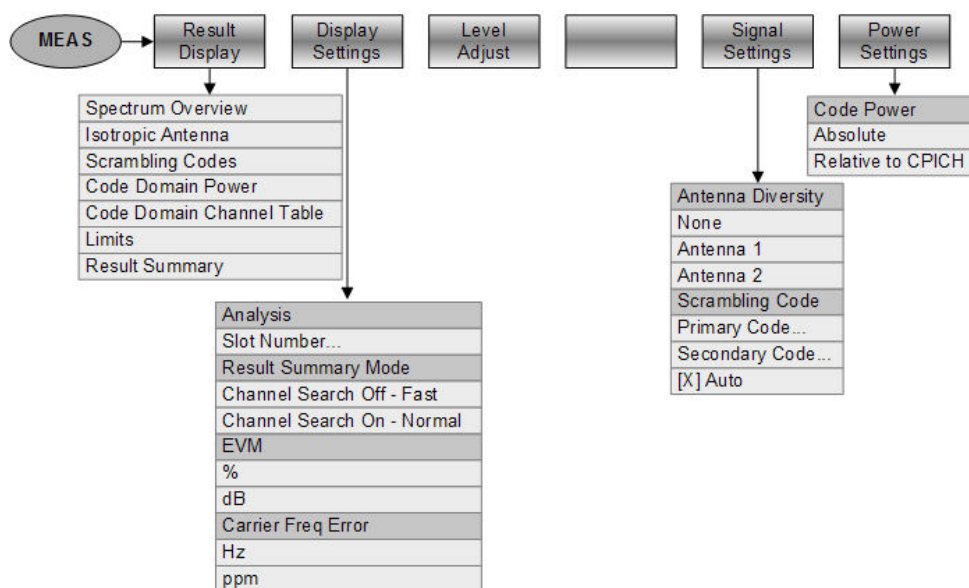 MEAS
Result
Display
Display
Settings
Level
Adjust
Signal
Settings
Power
Settings
Spectrum Overview
Isotropic Antenna
Scrambling Codes
Code Domain Power
Code Domain Channel Table
Limits
Result Summary
Analysis
Slot Number...
Result Summary Mode
Channel Search Off - Fast
Channel Search On - Normal
EVM
%
dB
Carrier Freq Error
Hz
ppm
Antenna Diversity
None
Antenna 1
Antenna 2
Scrambling Code
Primary Code...
Secondary Code...
[X] Auto
Code Power
Absolute
Relative to CPICH